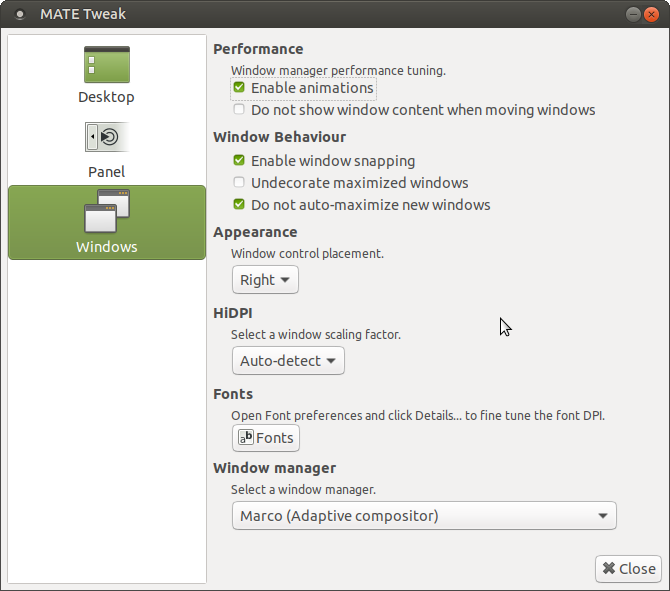 MATE Tweak
Desktop
Panel
Windows
Performance
Window manager performance tuning.
Enable animations
Do not show window content when moving windows
Window Behaviour
Enable window snapping
Undecorate maximized windows
Do not auto-maximize new windows
Appearance
Window control placement.
Right
HiDPI
Select a window scaling factor.
Auto-detect
Fonts
Open Font preferences and click Details... to fine tune the font DPI.
ab Fonts
Window manager
Select a window manager.
Marco (Adaptive compositor)
Close